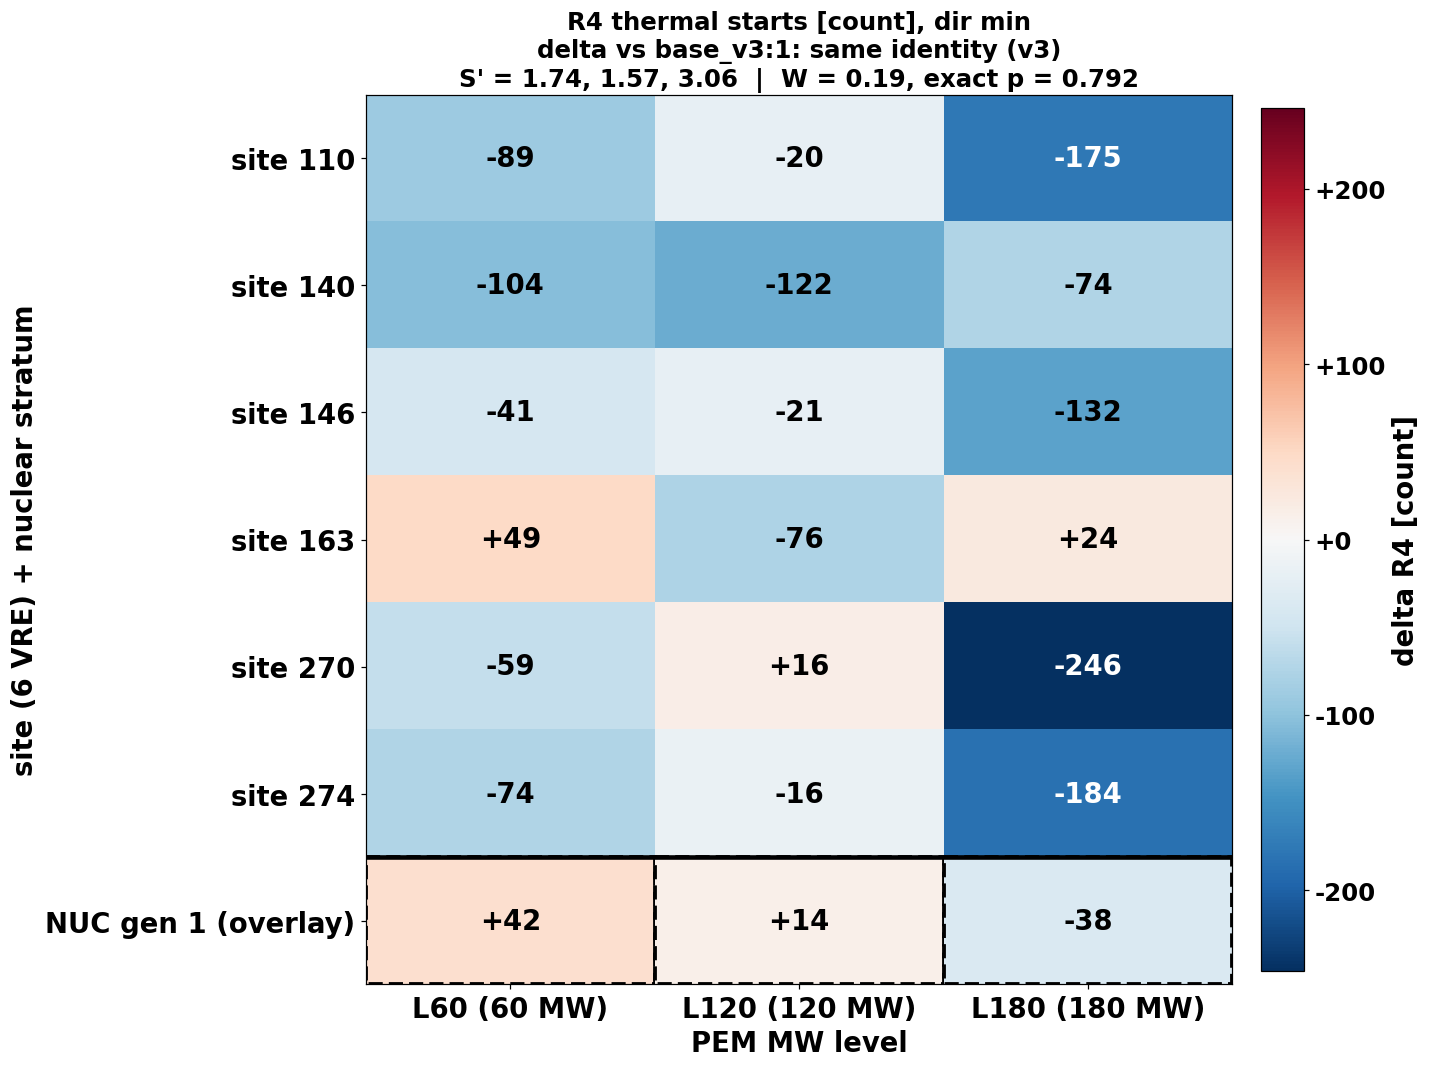 R4 thermal starts [count], dir min
delta vs base_v3:1: same identity (v3)
S' = 1.74, 1.57, 3.06 | W = 0.19, exact p = 0.792
site (6 VRE) + nuclear stratum
site 110
-89
-20
-175
site 140
-104
-122
-74
site 146
-41
-21
-132
site 163
+49
-76
+24
site 270
-59
+16
-246
site 274
-74
-16
-184
NUC gen 1 (overlay)
+42
+14
-38
L60 (60 MW)
L120 (120 MW)
L180 (180 MW)
PEM MW level
+200
+100
+0
-100
-200
delta R4 [count]